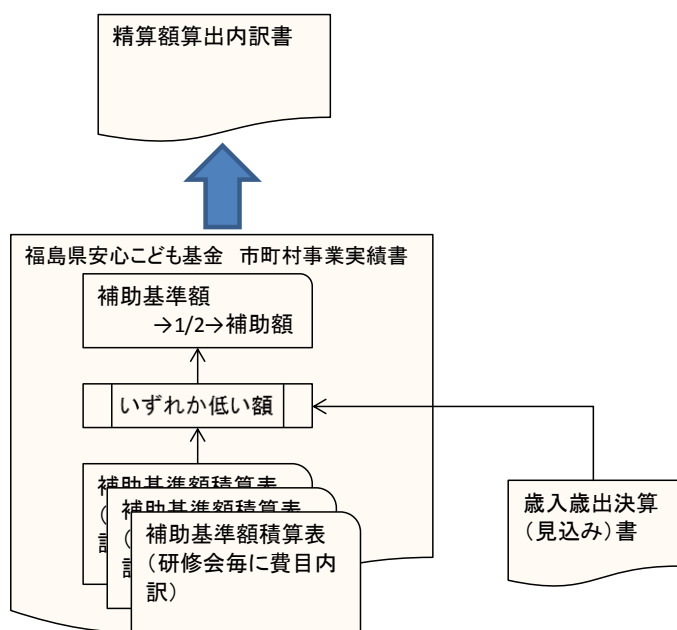 精算額算出内訳書
福島県安心こども基金　市町村事業実績書
補助基準額
→1/2→補助額
いずれか低い額
補助基準額積算表
（
訳
補助基準額積算表
（
訳
補助基準額積算表
（研修会毎に費目内
訳）
歳入歳出決算
（見込み）書